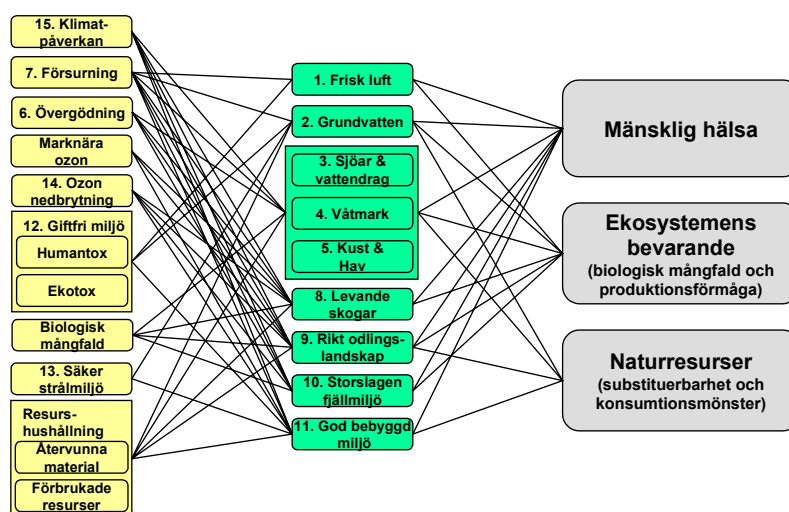 15. Klimat-
påverkan
7. Försurning
6. Övergödning
Marknära
ozon
14. Ozon
nedbrytning
12. Giftfri miljö
Humantox
Ekotox
Biologisk
mångfald
13. Säker
strålmiljö
Resurs-
hushållning
Återvunna
material
Förbrukade
resurser
1. Frisk luft
2. Grundvatten
3. Sjöar &
vattendrag
4. Våtmark
5. Kust &
Hav
8. Levande
skogar
9. Rikt odlings-
landskap
10. Storslagen
fjällmiljö
11. God bebyggd
miljö
Mänsklig hälsa
Ekosystemens
bevarande
(biologisk mångfald och
produktionsförmåga)
Naturresurser
(substituerbarhet och
konsumtionsmönster)